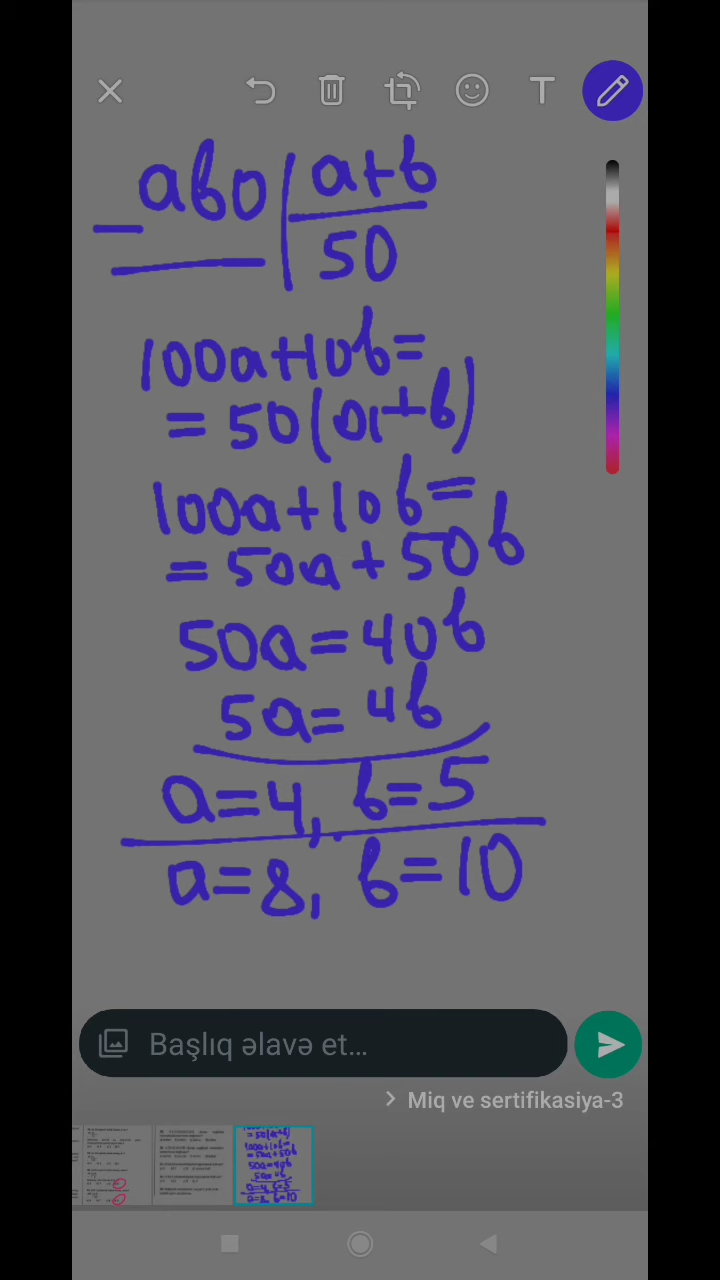 T
ab0 | a+b
50
100a+10b=
= 50(a+b)
100a+10b=
= 50a+50b
50a=40b
5a=4b
a=4, b=5
a=8, b=10
Başlıq əlavə et...
> Miq ve sertifikasiya-3